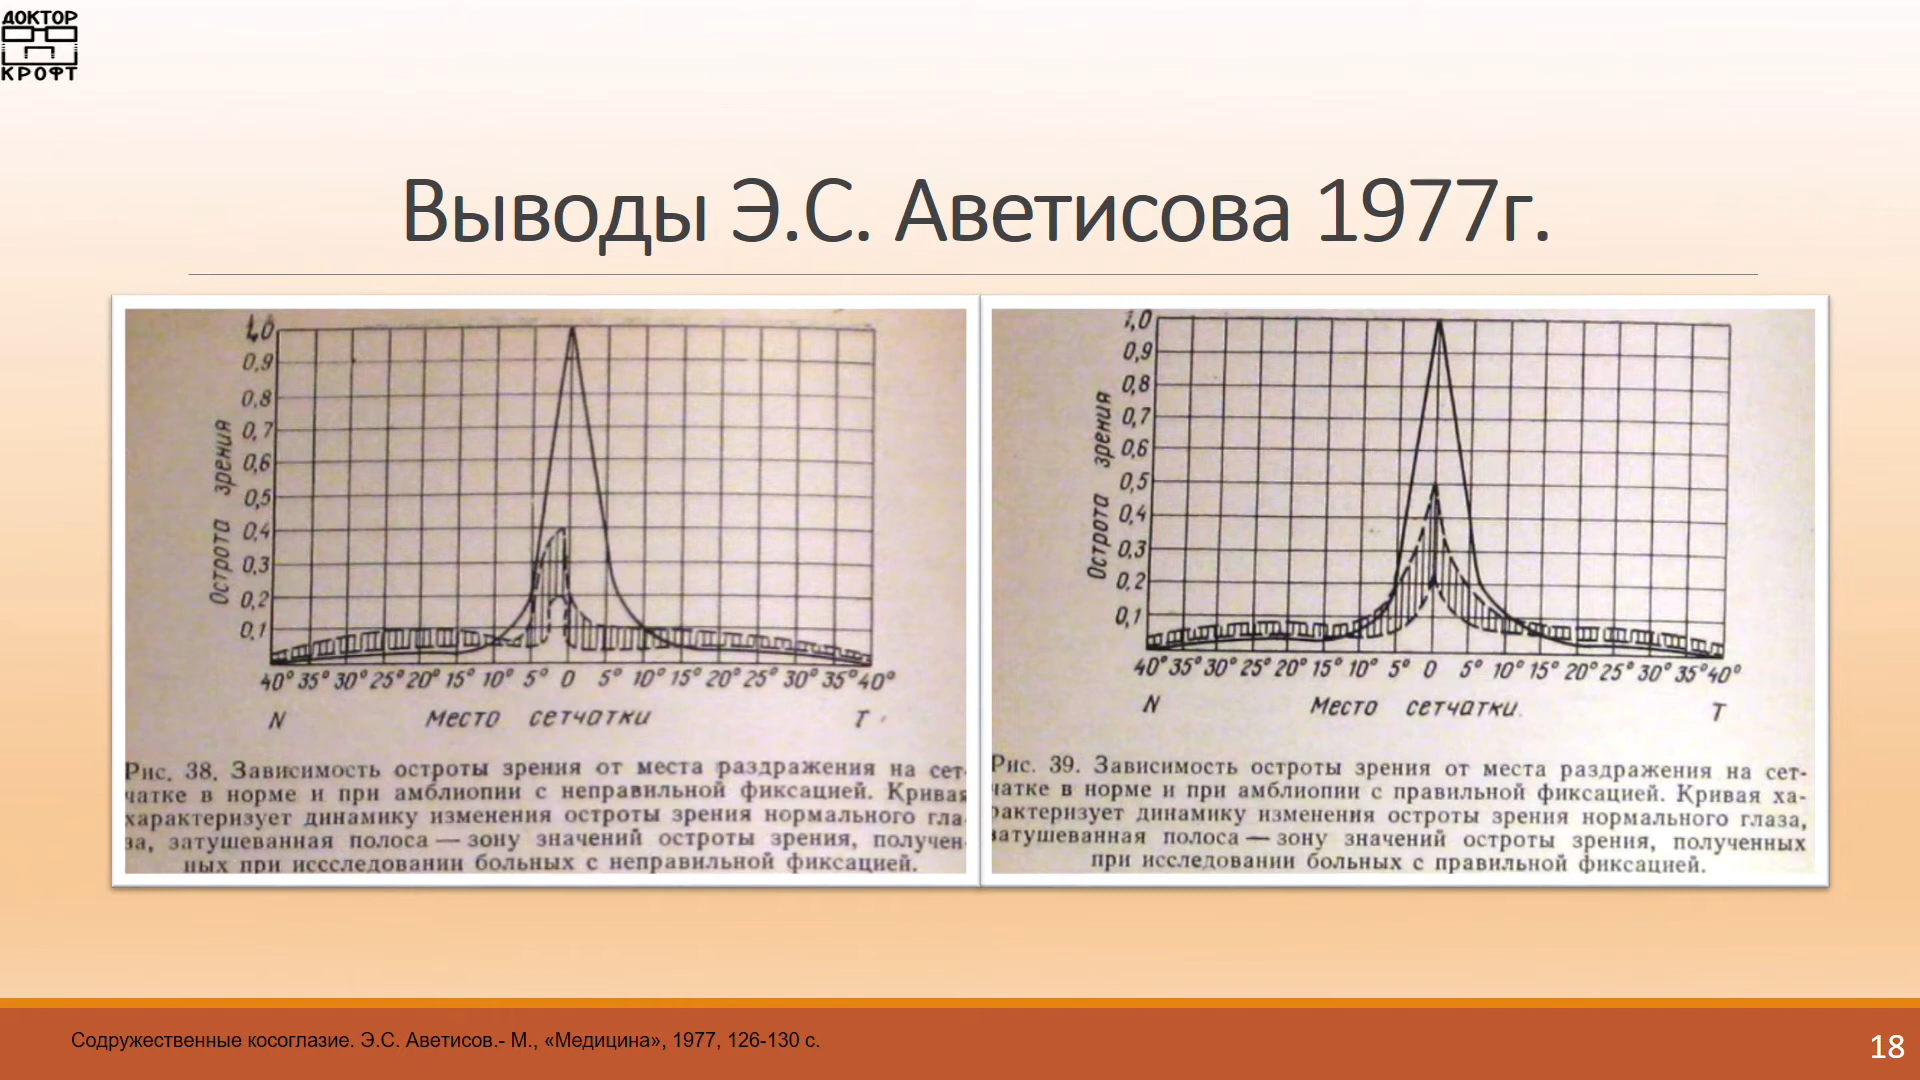 ДОКТОР
КРОФТ
Выводы Э.С. Аветисова 1977г.
1,0
0,9
0,8
0,7
0,6
0,5
0,4
0,3
0,2
0,1
Острота зрения
40° 35° 30° 25° 20° 15° 10° 5° 0 5° 10° 15° 20° 25° 30° 35° 40°
N Место сетчатки T
Рис. 38. Зависимость остроты зрения от места раздражения на сет-
чатке в норме и при амблиопии с неправильной фиксацией. Кривая
характеризует динамику изменения остроты зрения нормального гла-
за, затушеванная полоса — зону значений остроты зрения, получен-
ных при иссследовании больных с неправильной фиксацией.
1,0
0,9
0,8
0,7
0,6
0,5
0,4
0,3
0,2
0,1
Острота зрения
40° 35° 30° 25° 20° 15° 10° 5° 0 5° 10° 15° 20° 25° 30° 35° 40°
N Место сетчатки. T
Рис. 39. Зависимость остроты зрения от места раздражения на сет-
чатке в норме и при амблиопии с правильной фиксацией. Кривая ха-
рактеризует динамику изменения остроты зрения нормального глаза,
затушеванная полоса — зону значений остроты зрения, полученных
при исследовании больных с правильной фиксацией.
Содружественные косоглазие. Э.С. Аветисов.- М., «Медицина», 1977, 126-130 с.
18